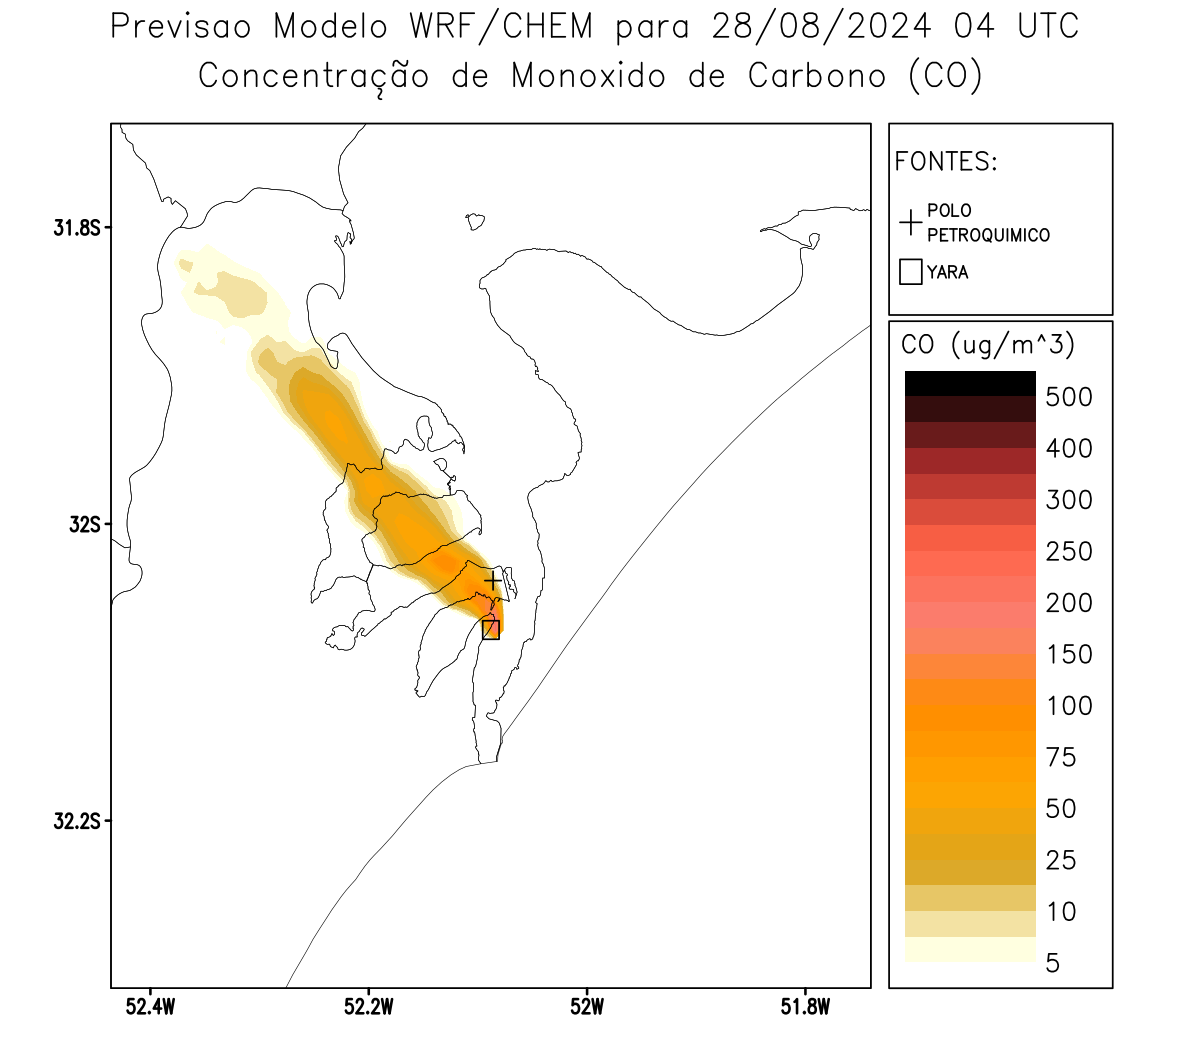 Previsao Modelo WRF/CHEM para 28/08/2024 04 UTC
Concentração de Monoxido de Carbono (CO)
FONTES:
POLO
PETROQUIMICO
YARA
CO (ug/m^3)
500
400
300
250
200
150
100
75
50
25
10
5
31.8S
32S
32.2S
52.4W
52.2W
52W
51.8W